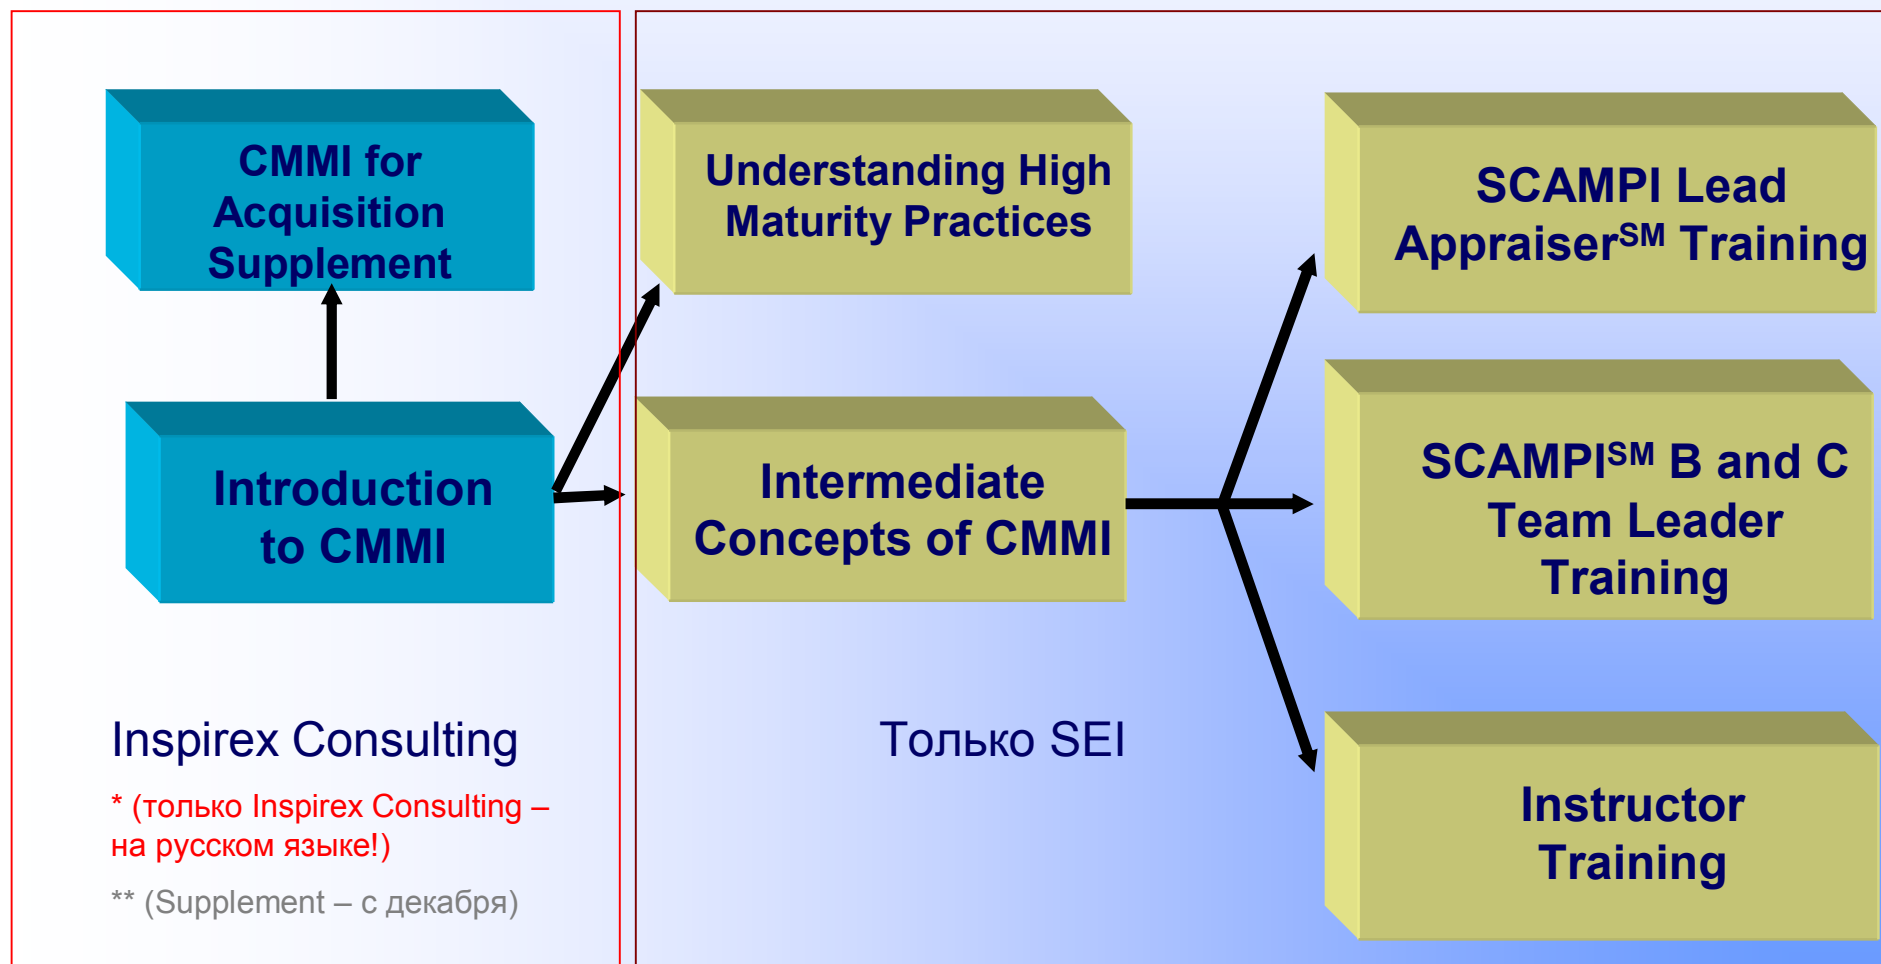 CMMI for
Acquisition
Supplement
Understanding High
Maturity Practices
SCAMPI Lead
Appraiser℠ Training
Introduction
to CMMI
Intermediate
Concepts of CMMI
SCAMPI℠ B and C
Team Leader
Training
Inspirex Consulting
* (только Inspirex Consulting –
на русском языке!)
** (Supplement – с декабря)
Только SEI
Instructor
Training